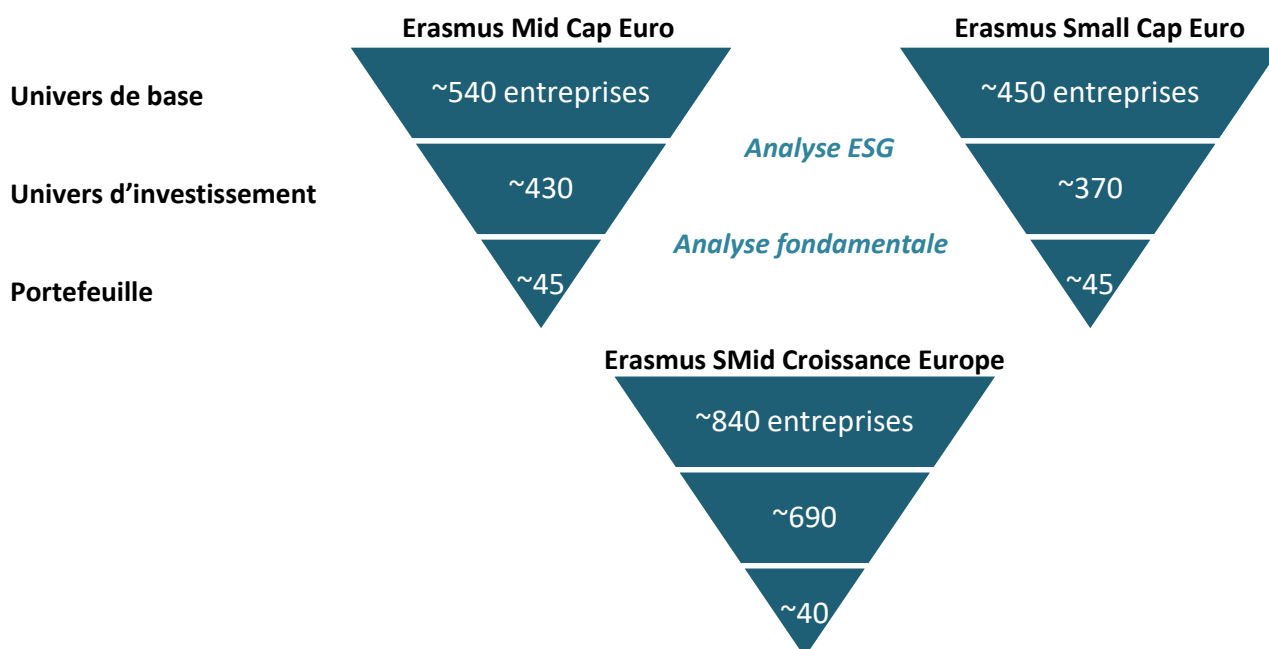 Erasmus Mid Cap Euro
Erasmus Small Cap Euro
Univers de base
~540 entreprises
~450 entreprises
Analyse ESG
Univers d’investissement
~430
~370
Analyse fondamentale
Portefeuille
~45
~45
Erasmus SMid Croissance Europe
~840 entreprises
~690
~40